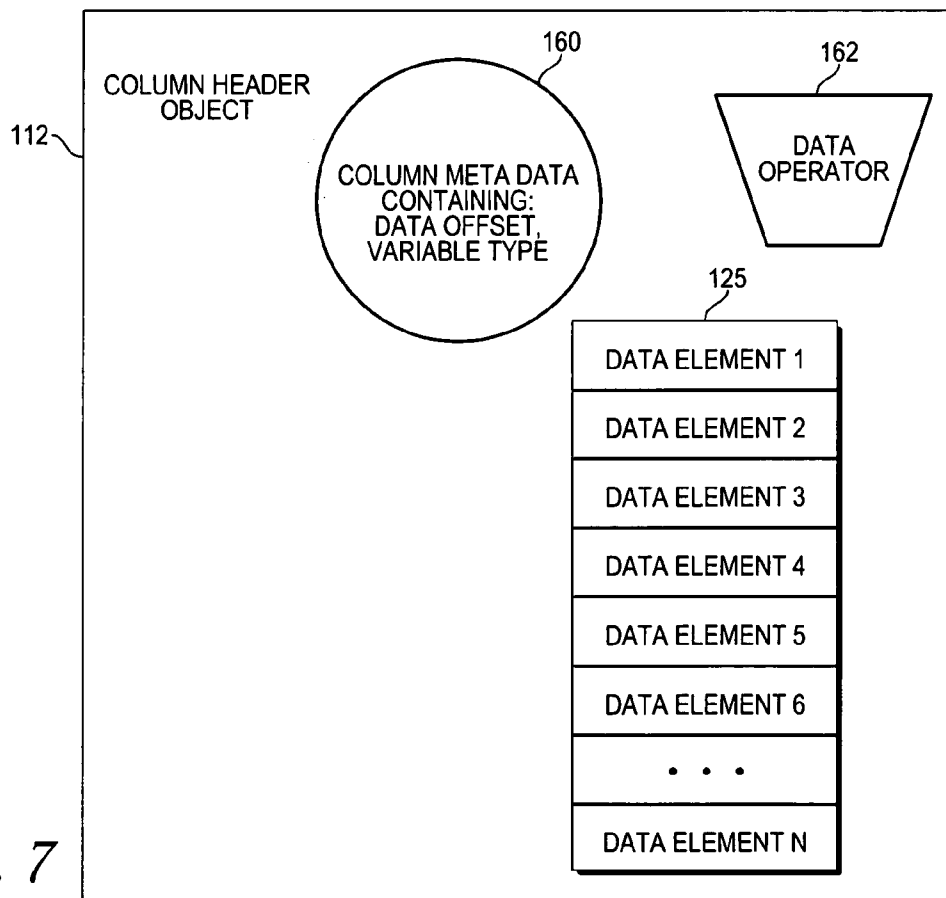 160
162
COLUMN HEADER
OBJECT
112
COLUMN META DATA
CONTAINING:
DATA OFFSET,
VARIABLE TYPE
DATA
OPERATOR
125
DATA ELEMENT 1
DATA ELEMENT 2
DATA ELEMENT 3
DATA ELEMENT 4
DATA ELEMENT 5
DATA ELEMENT 6
• • •
DATA ELEMENT N
. 7